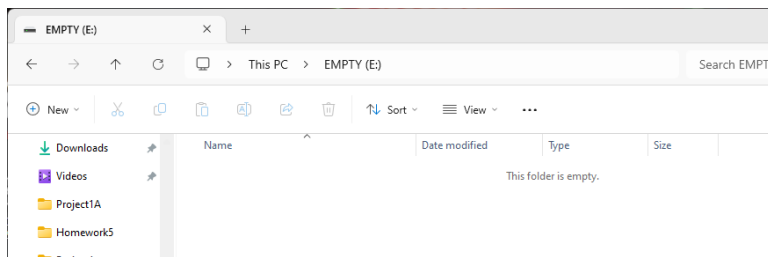 EMPTY (E:)
This PC > EMPTY (E:)
Search EMPT
New
Sort
View
Name Date modified Type Size
Downloads
This folder is empty.
Videos
Project1A
Homework5